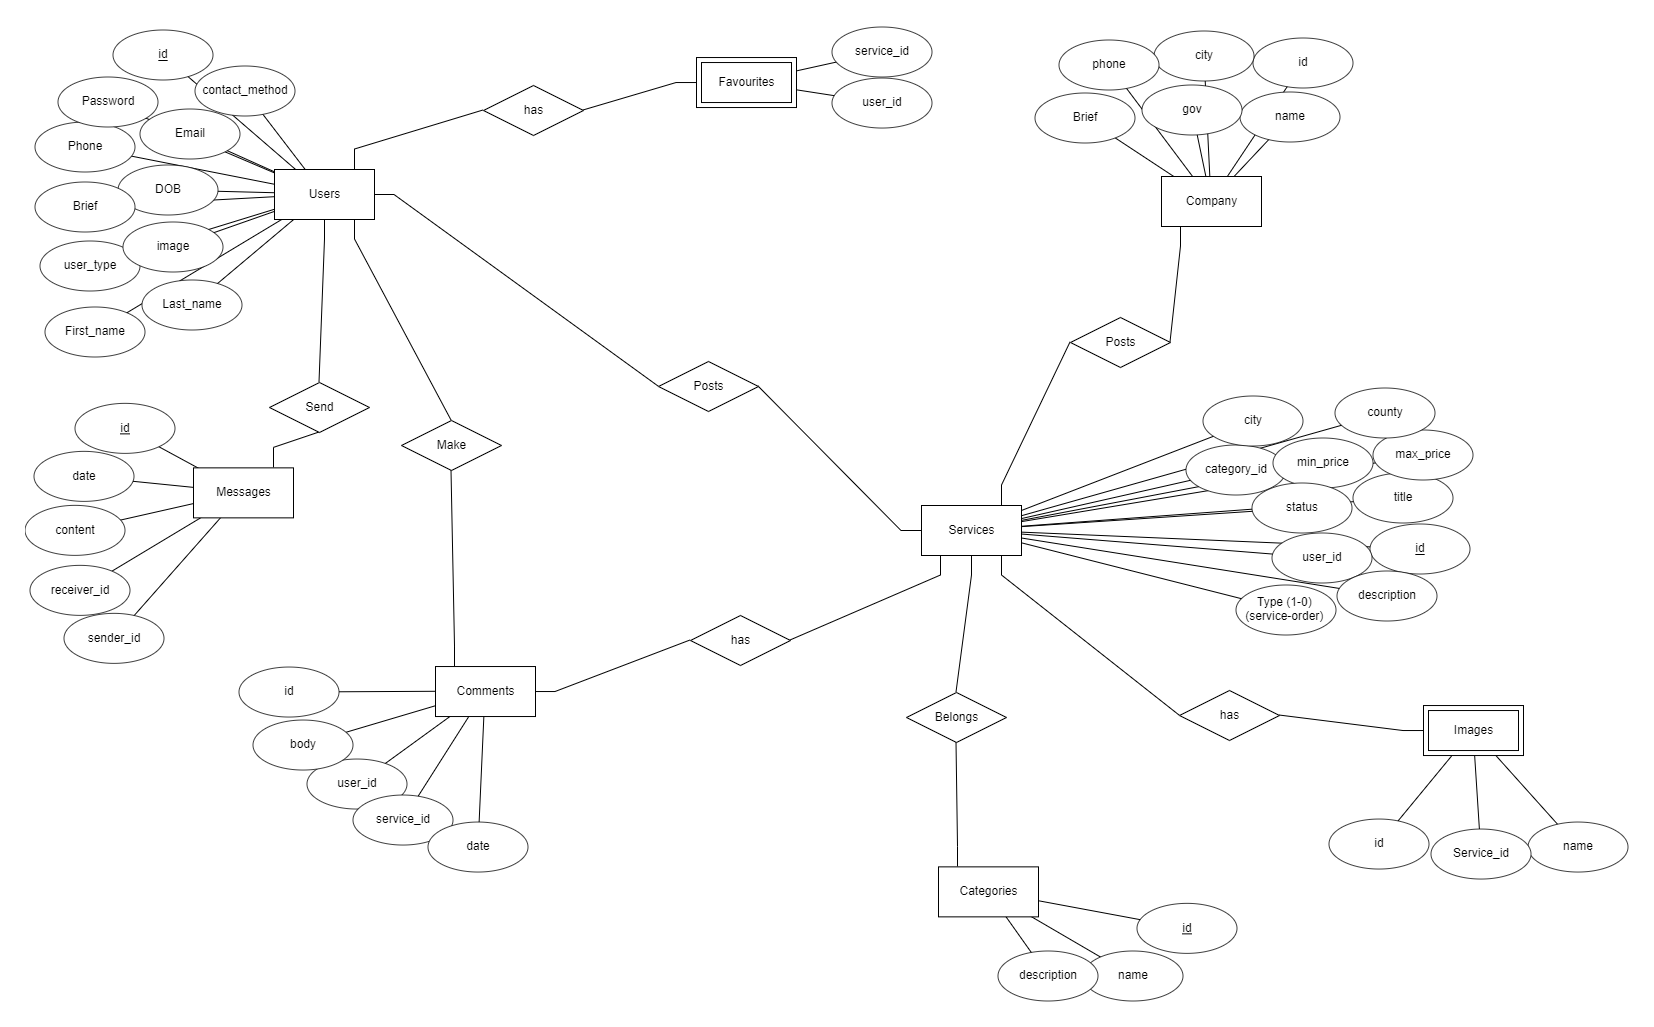 id
contact_method
Password
Email
Phone
DOB
Brief
image
user_type
Last_name
First_name
Users
has
Favourites
service_id
user_id
phone
city
id
Brief
gov
name
Company
Posts
Posts
Send
Make
id
date
Messages
content
receiver_id
sender_id
city
county
category_id
min_price
max_price
status
title
Services
user_id
id
description
Type (1-0)
(service-order)
has
Comments
id
body
user_id
service_id
date
Belongs
has
Images
id
Service_id
name
Categories
id
description
name